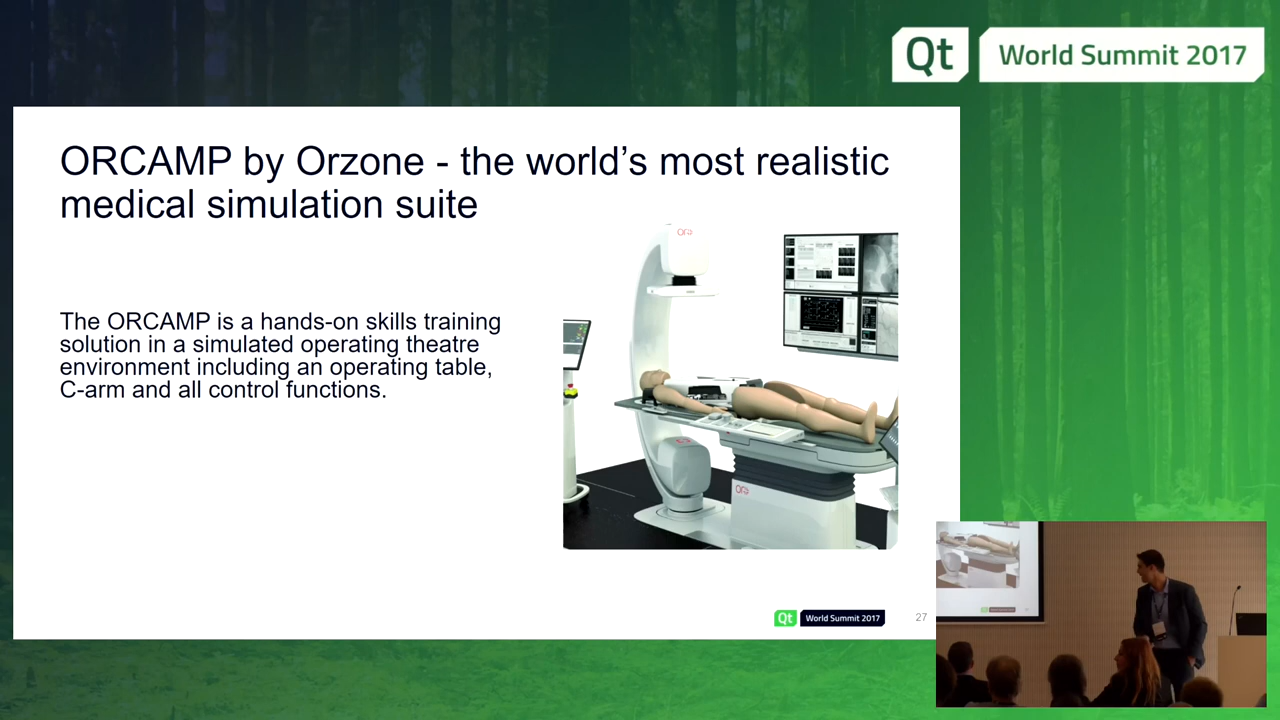 Qt World Summit 2017
ORCAMP by Orzone - the world’s most realistic
medical simulation suite
The ORCAMP is a hands-on skills training
solution in a simulated operating theatre
environment including an operating table,
C-arm and all control functions.
Qt World Summit 2017
27